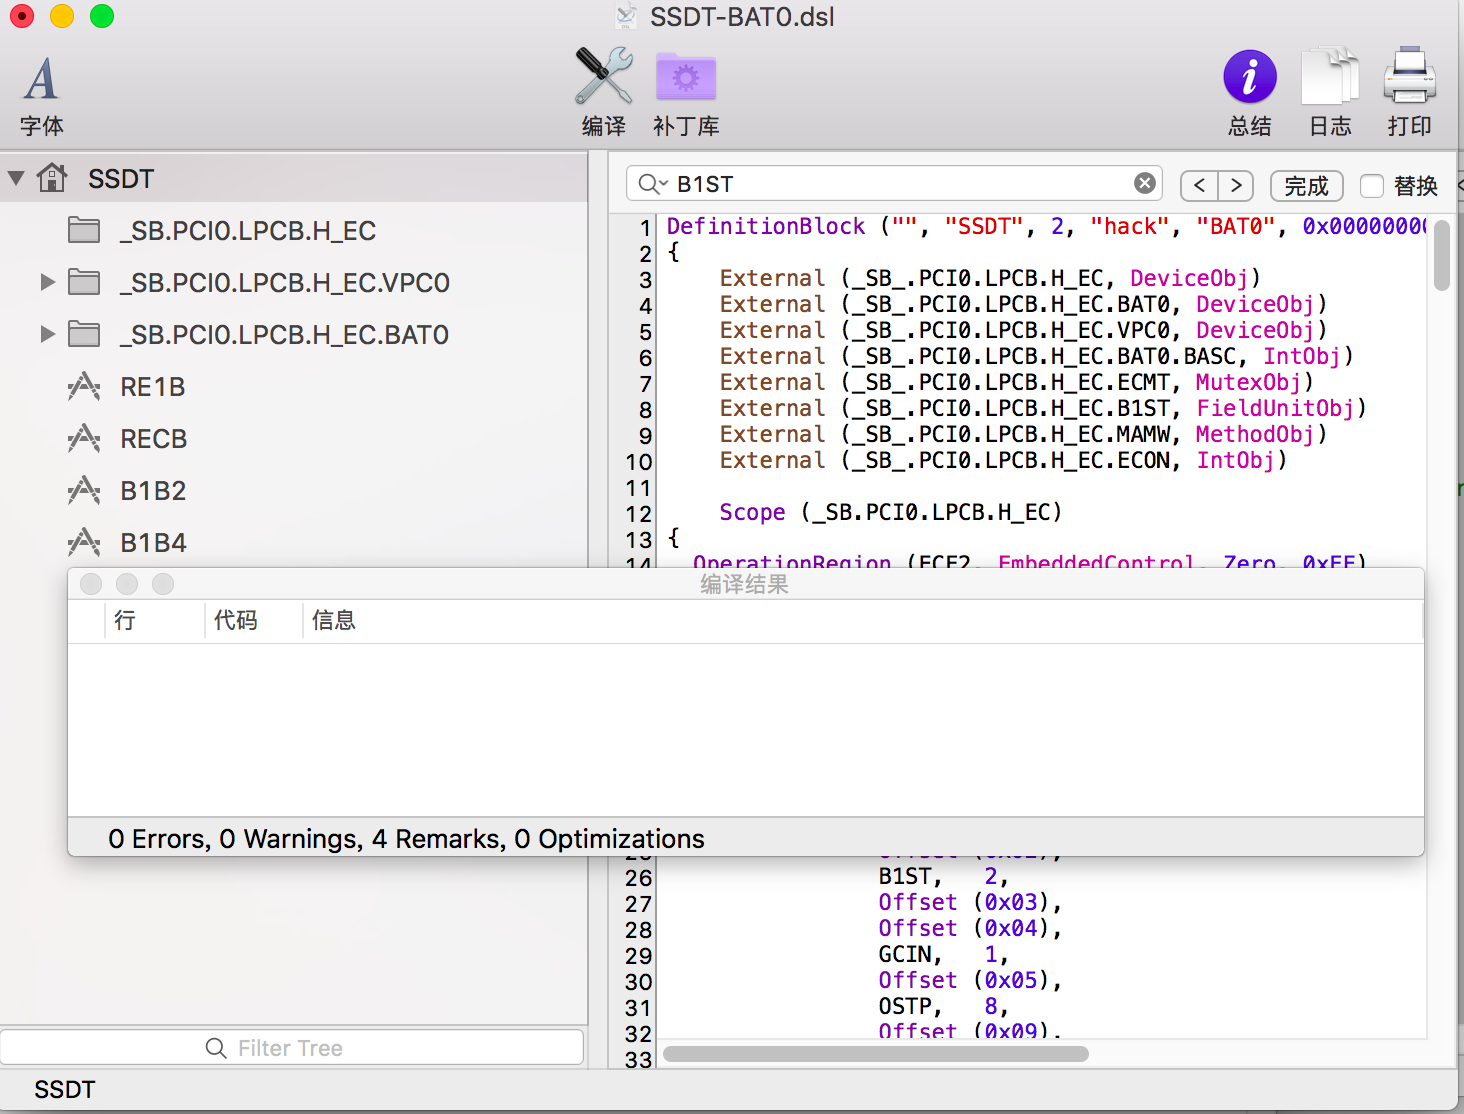 SSDT-BAT0.dsl
字体
编译
补丁库
总结
日志
打印
SSDT
_SB.PCI0.LPCB.H_EC
_SB.PCI0.LPCB.H_EC.VPC0
_SB.PCI0.LPCB.H_EC.BAT0
RE1B
RECB
B1B2
B1B4
B1ST
<
>
完成
替换
1 DefinitionBlock ("", "SSDT", 2, "hack", "BAT0", 0x00000000
2 {
3 External (_SB_.PCI0.LPCB.H_EC, DeviceObj)
4 External (_SB_.PCI0.LPCB.H_EC.BAT0, DeviceObj)
5 External (_SB_.PCI0.LPCB.H_EC.VPC0, DeviceObj)
6 External (_SB_.PCI0.LPCB.H_EC.BAT0.BASC, IntObj)
7 External (_SB_.PCI0.LPCB.H_EC.ECMT, MutexObj)
8 External (_SB_.PCI0.LPCB.H_EC.B1ST, FieldUnitObj)
9 External (_SB_.PCI0.LPCB.H_EC.MAMW, MethodObj)
10 External (_SB_.PCI0.LPCB.H_EC.ECON, IntObj)
11
12 Scope (_SB.PCI0.LPCB.H_EC)
13 {
14 OperationRegion (ECF2, EmbeddedControl, Zero, 0xFF)
编译结果
行
代码
信息
0 Errors, 0 Warnings, 4 Remarks, 0 Optimizations
25 Offset (0x02),
26 B1ST, 2,
27 Offset (0x03),
28 Offset (0x04),
29 GCIN, 1,
30 Offset (0x05),
31 OSTP, 8,
32 Offset (0x09),
33
Filter Tree
SSDT